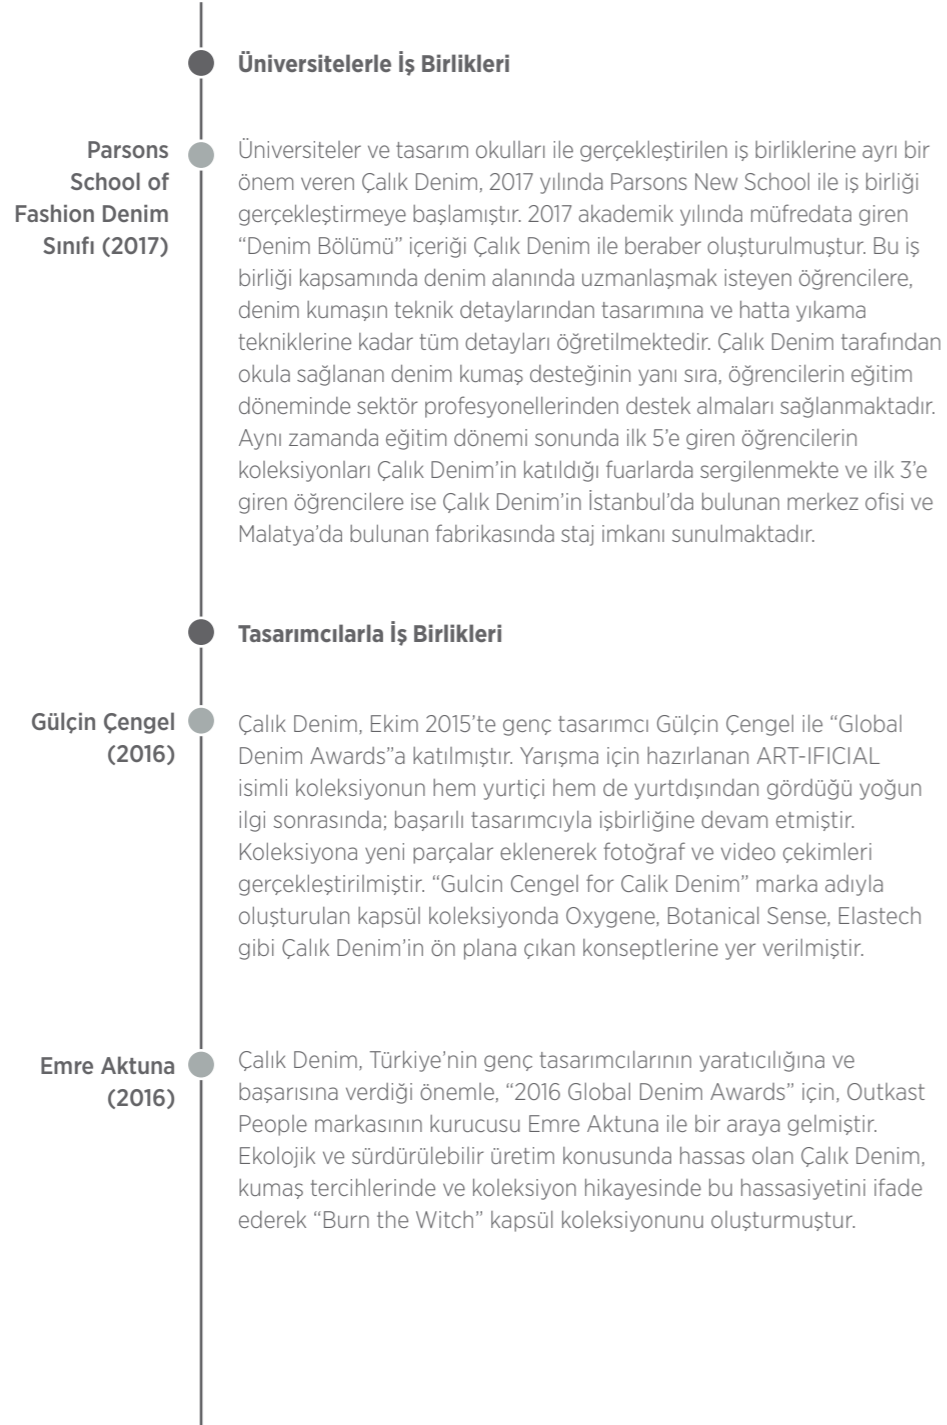 Üniversitelerle İş Birlikleri
Parsons
School of
Fashion Denim
Sınıfı (2017)
Üniversiteler ve tasarım okulları ile gerçekleştirilen iş birliklerine ayrı bir
önem veren Çalık Denim, 2017 yılında Parsons New School ile iş birliği
gerçekleştirmeye başlamıştır. 2017 akademik yılında müfredata giren
“Denim Bölümü” içeriği Çalık Denim ile beraber oluşturulmuştur. Bu iş
birliği kapsamında denim alanında uzmanlaşmak isteyen öğrencilere,
denim kumaşın teknik detaylarından tasarımına ve hatta yıkama
tekniklerine kadar tüm detayları öğretilmektedir. Çalık Denim tarafından
okula sağlanan denim kumaş desteğinin yanı sıra, öğrencilerin eğitim
döneminde sektör profesyonellerinden destek almaları sağlanmaktadır.
Aynı zamanda eğitim dönemi sonunda ilk 5’e giren öğrencilerin
koleksiyonları Çalık Denim’in katıldığı fuarlarda sergilenmekte ve ilk 3’e
giren öğrencilere ise Çalık Denim’in İstanbul’da bulunan merkez ofisi ve
Malatya’da bulunan fabrikasında staj imkanı sunulmaktadır.
Tasarımcılarla İş Birlikleri
Gülçin Çengel
(2016)
Çalık Denim, Ekim 2015’te genç tasarımcı Gülçin Çengel ile “Global
Denim Awards”a katılmıştır. Yarışma için hazırlanan ART-IFICIAL
isimli koleksiyonun hem yurtiçi hem de yurtdışından gördüğü yoğun
ilgi sonrasında; başarılı tasarımcıyla işbirliğine devam etmiştir.
Koleksiyona yeni parçalar eklenerek fotoğraf ve video çekimleri
gerçekleştirilmiştir. “Gulcin Cengel for Calik Denim” marka adıyla
oluşturulan kapsül koleksiyonda Oxygene, Botanical Sense, Elastech
gibi Çalık Denim’in ön plana çıkan konseptlerine yer verilmiştir.
Emre Aktuna
(2016)
Çalık Denim, Türkiye’nin genç tasarımcılarının yaratıcılığına ve
başarısına verdiği önemle, “2016 Global Denim Awards” için, Outkast
People markasının kurucusu Emre Aktuna ile bir araya gelmiştir.
Ekolojik ve sürdürülebilir üretim konusunda hassas olan Çalık Denim,
kumaş tercihlerinde ve koleksiyon hikayesinde bu hassasiyetini ifade
ederek “Burn the Witch” kapsül koleksiyonunu oluşturmuştur.